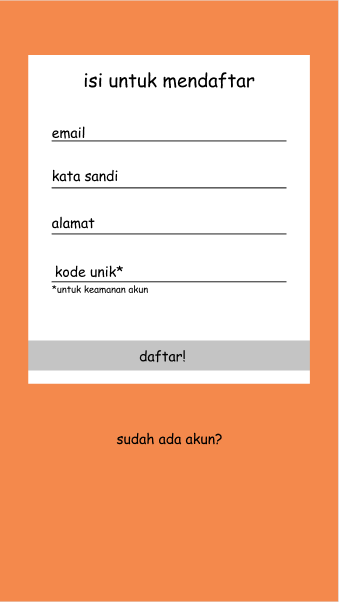 isi untuk mendaftar
email
kata sandi
alamat
kode unik*
*untuk keamanan akun
daftar!
sudah ada akun?